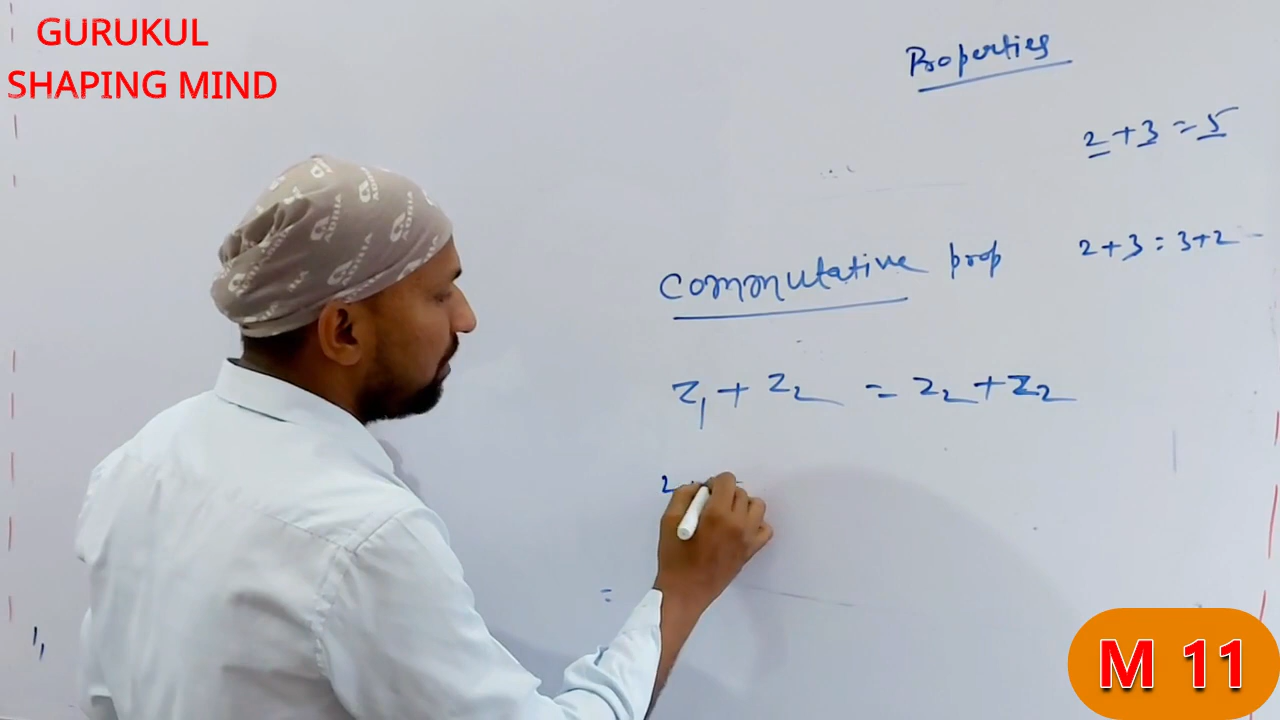 GURUKUL
SHAPING MIND
Properties
2 + 3 = 5
Commutative prop
2 + 3 = 3 + 2
z1 + z2 = z2 + z2
M 11